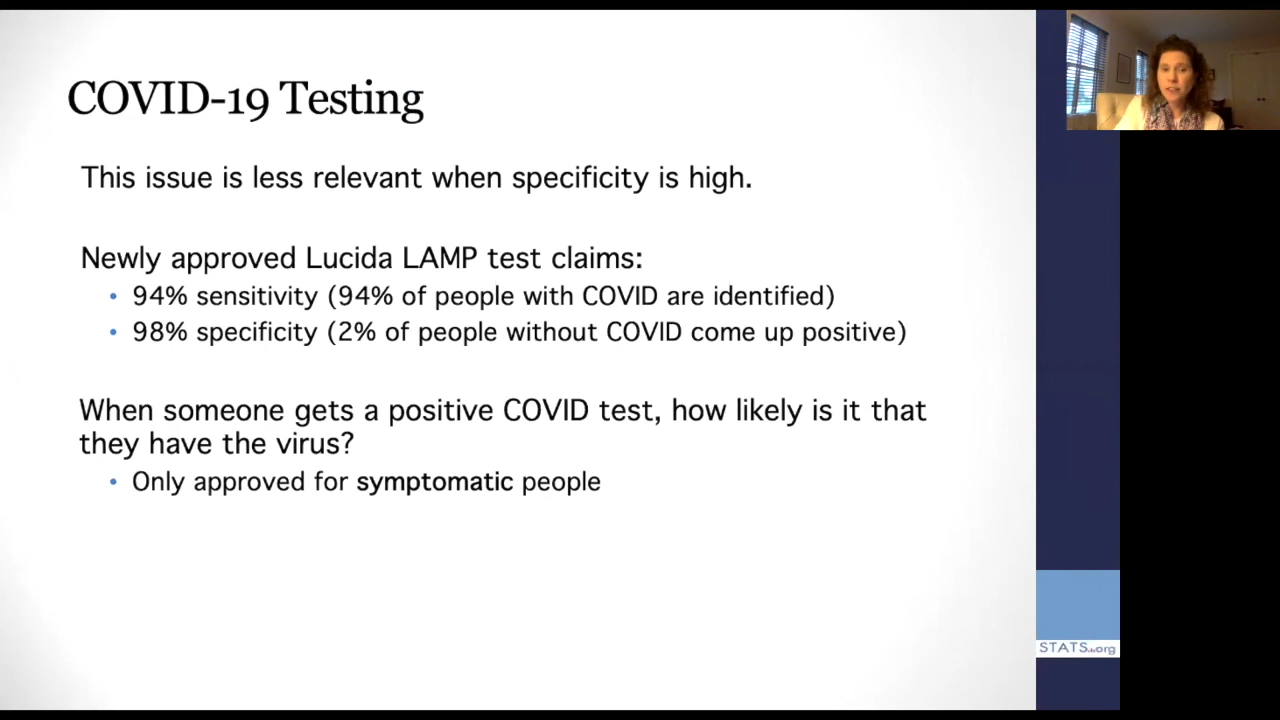 COVID-19 Testing
This issue is less relevant when specificity is high.
Newly approved Lucida LAMP test claims:
• 94% sensitivity (94% of people with COVID are identified)
• 98% specificity (2% of people without COVID come up positive)
When someone gets a positive COVID test, how likely is it that
they have the virus?
• Only approved for symptomatic people
STATS.org